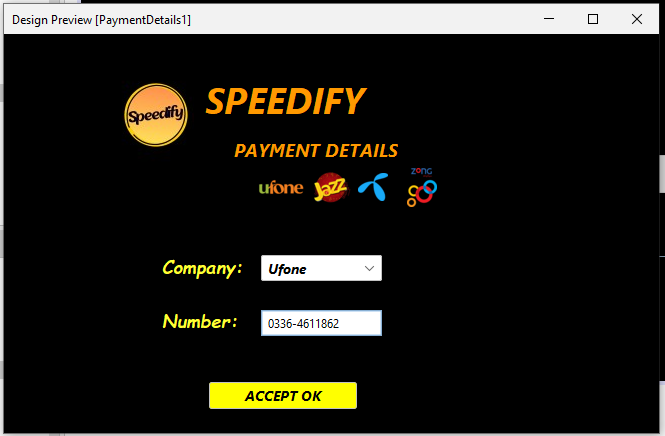 Design Preview [PaymentDetails1]
Speedify
SPEEDIFY
PAYMENT DETAILS
ufone Jazz zong
Company: Ufone
Number: 0336-4611862
ACCEPT OK